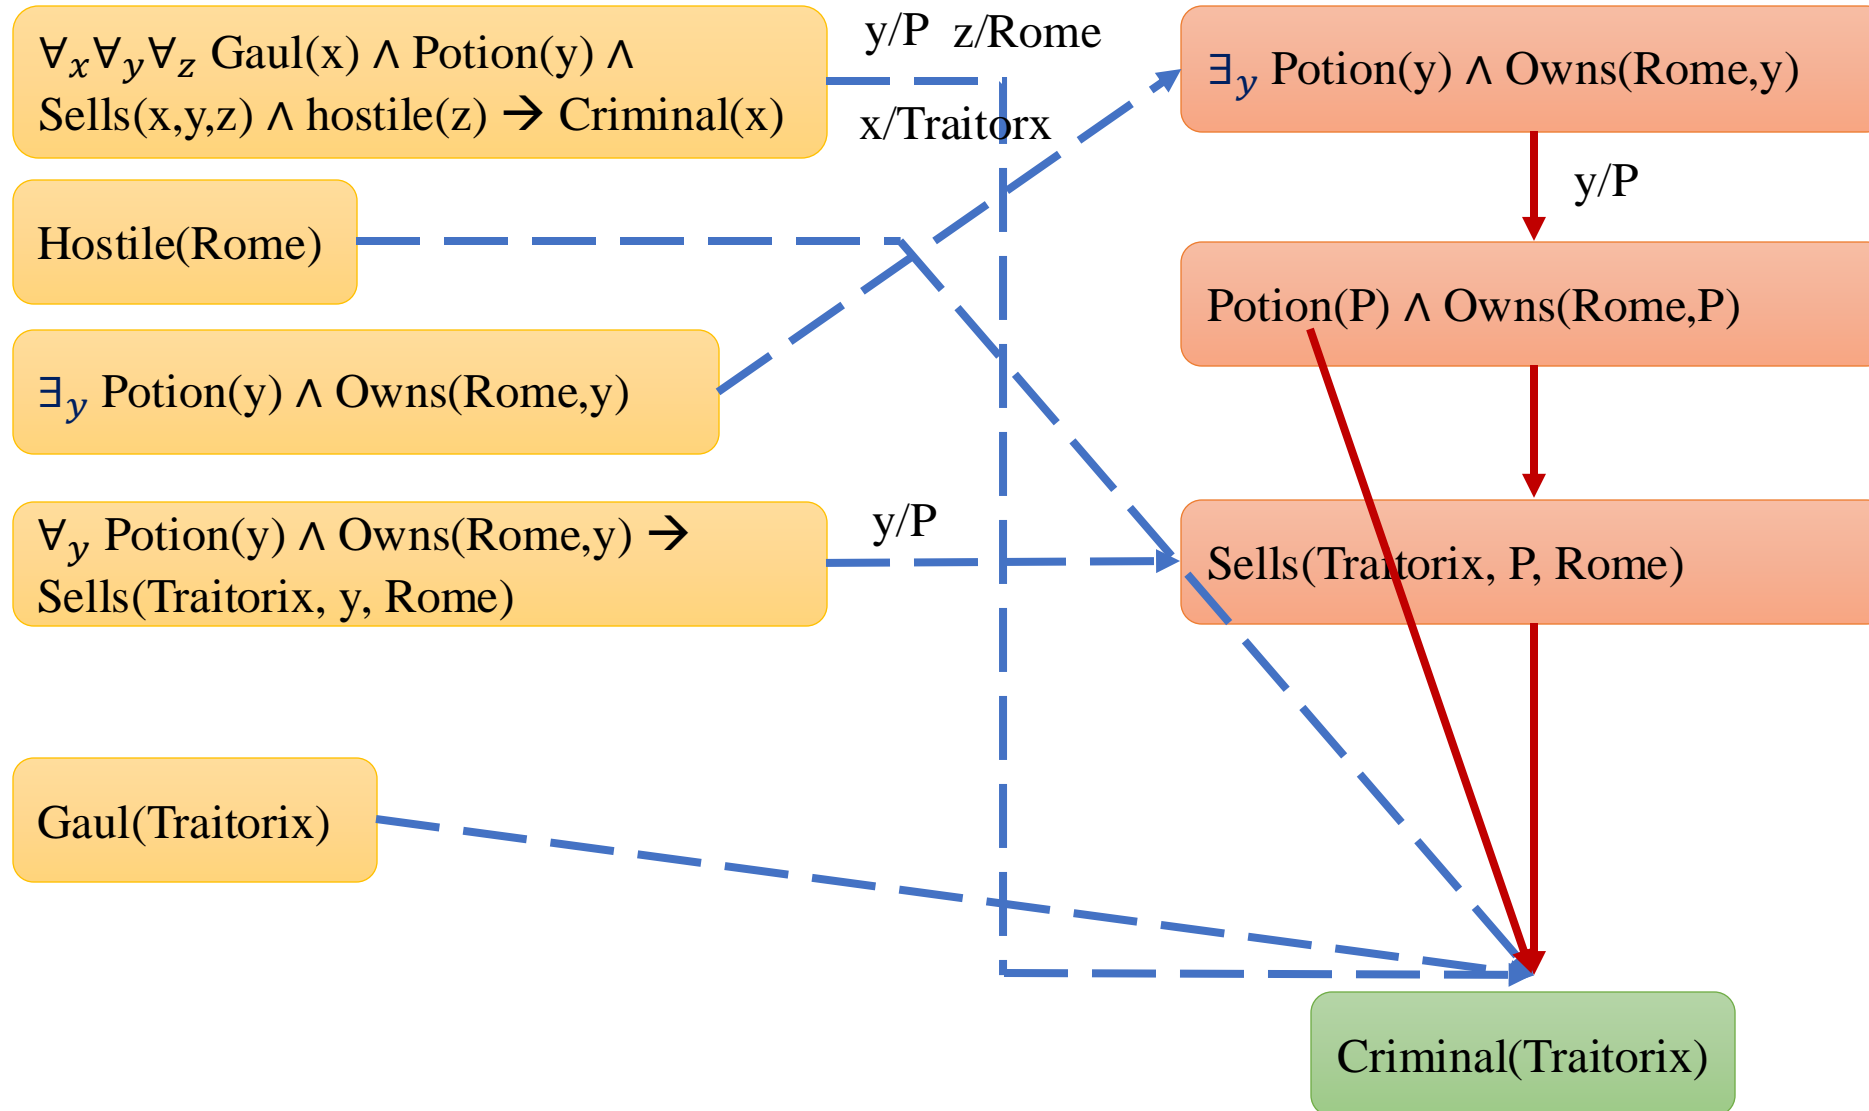 ∀x∀y∀z Gaul(x) ∧ Potion(y) ∧
Sells(x,y,z) ∧ hostile(z) → Criminal(x)
y/P z/Rome
x/Traitorx
∃y Potion(y) ∧ Owns(Rome,y)
y/P
Hostile(Rome)
Potion(P) ∧ Owns(Rome,P)
∃y Potion(y) ∧ Owns(Rome,y)
∀y Potion(y) ∧ Owns(Rome,y) →
Sells(Traitorix, y, Rome)
y/P
Sells(Traitorix, P, Rome)
Gaul(Traitorix)
Criminal(Traitorix)